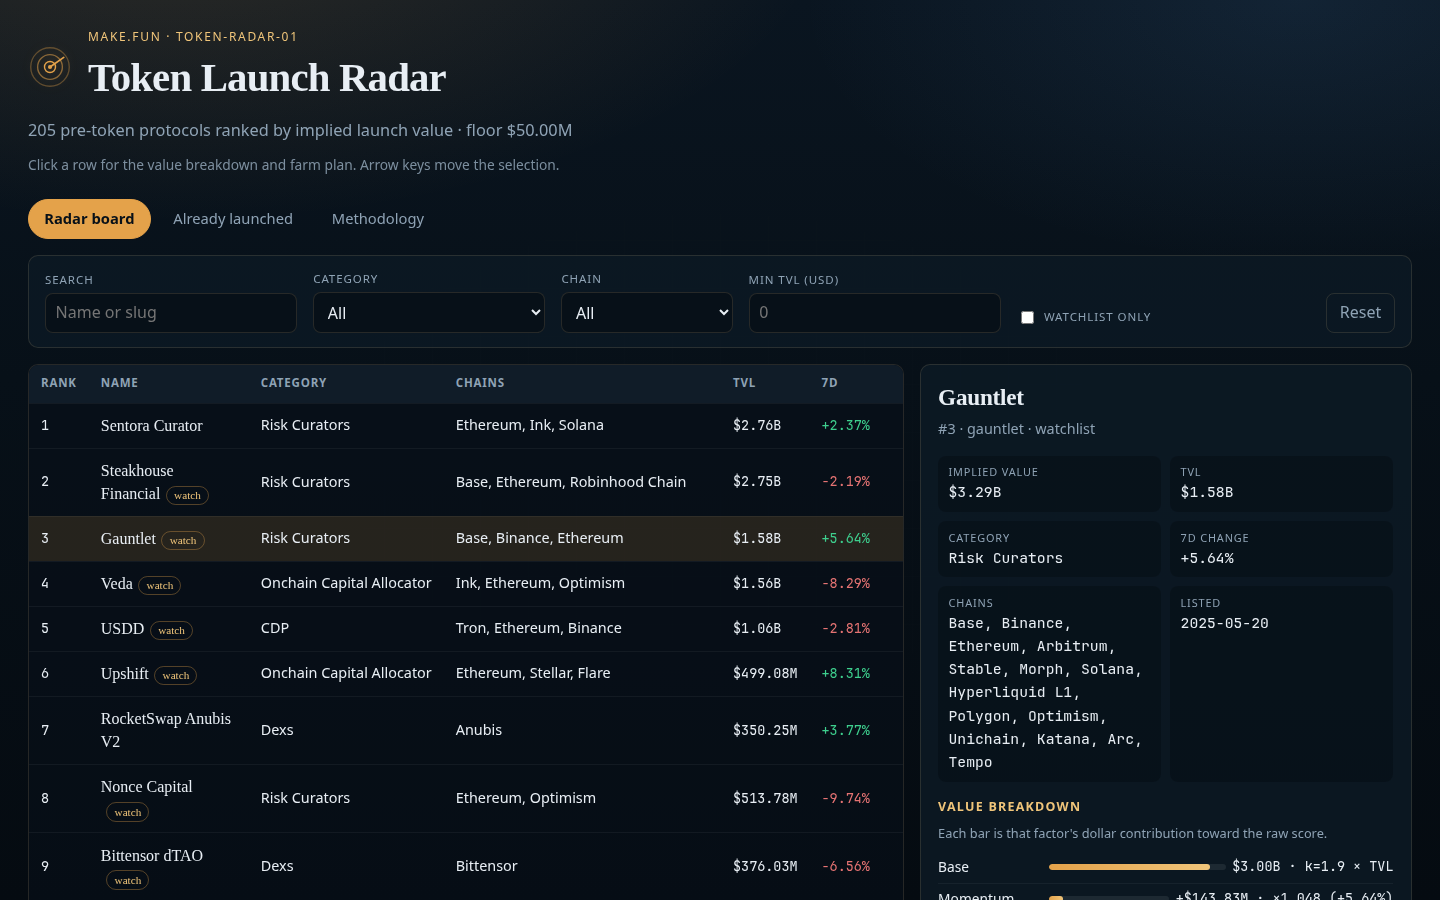 MAKE.FUN · TOKEN-RADAR-01
Token Launch Radar
205 pre-token protocols ranked by implied launch value · floor $50.00M
Click a row for the value breakdown and farm plan. Arrow keys move the selection.
Radar board Already launched Methodology
SEARCH CATEGORY CHAIN MIN TVL (USD)
Name or slug All All 0 WATCHLIST ONLY Reset
RANK NAME CATEGORY CHAINS TVL 7D
1 Sentora Curator Risk Curators Ethereum, Ink, Solana $2.76B +2.37%
2 Steakhouse Financial watch Risk Curators Base, Ethereum, Robinhood Chain $2.75B -2.19%
3 Gauntlet watch Risk Curators Base, Binance, Ethereum $1.58B +5.64%
4 Veda watch Onchain Capital Allocator Ink, Ethereum, Optimism $1.56B -8.29%
5 USDD watch CDP Tron, Ethereum, Binance $1.06B -2.81%
6 Upshift watch Onchain Capital Allocator Ethereum, Stellar, Flare $499.08M +8.31%
7 RocketSwap Anubis V2 Dexs Anubis $350.25M +3.77%
8 Nonce Capital watch Risk Curators Ethereum, Optimism $513.78M -9.74%
9 Bittensor dTAO watch Dexs Bittensor $376.03M -6.56%
Gauntlet
#3 · gauntlet · watchlist
IMPLIED VALUE TVL
$3.29B $1.58B
CATEGORY 7D CHANGE
Risk Curators +5.64%
CHAINS LISTED
Base, Binance, 2025-05-20
Ethereum, Arbitrum,
Stable, Morph, Solana,
Hyperliquid L1,
Polygon, Optimism,
Unichain, Katana, Arc,
Tempo
VALUE BREAKDOWN
Each bar is that factor's dollar contribution toward the raw score.
Base $3.00B · k=1.9 × TVL
Momentum +$143.83M · ×1.048 (+5.64%)